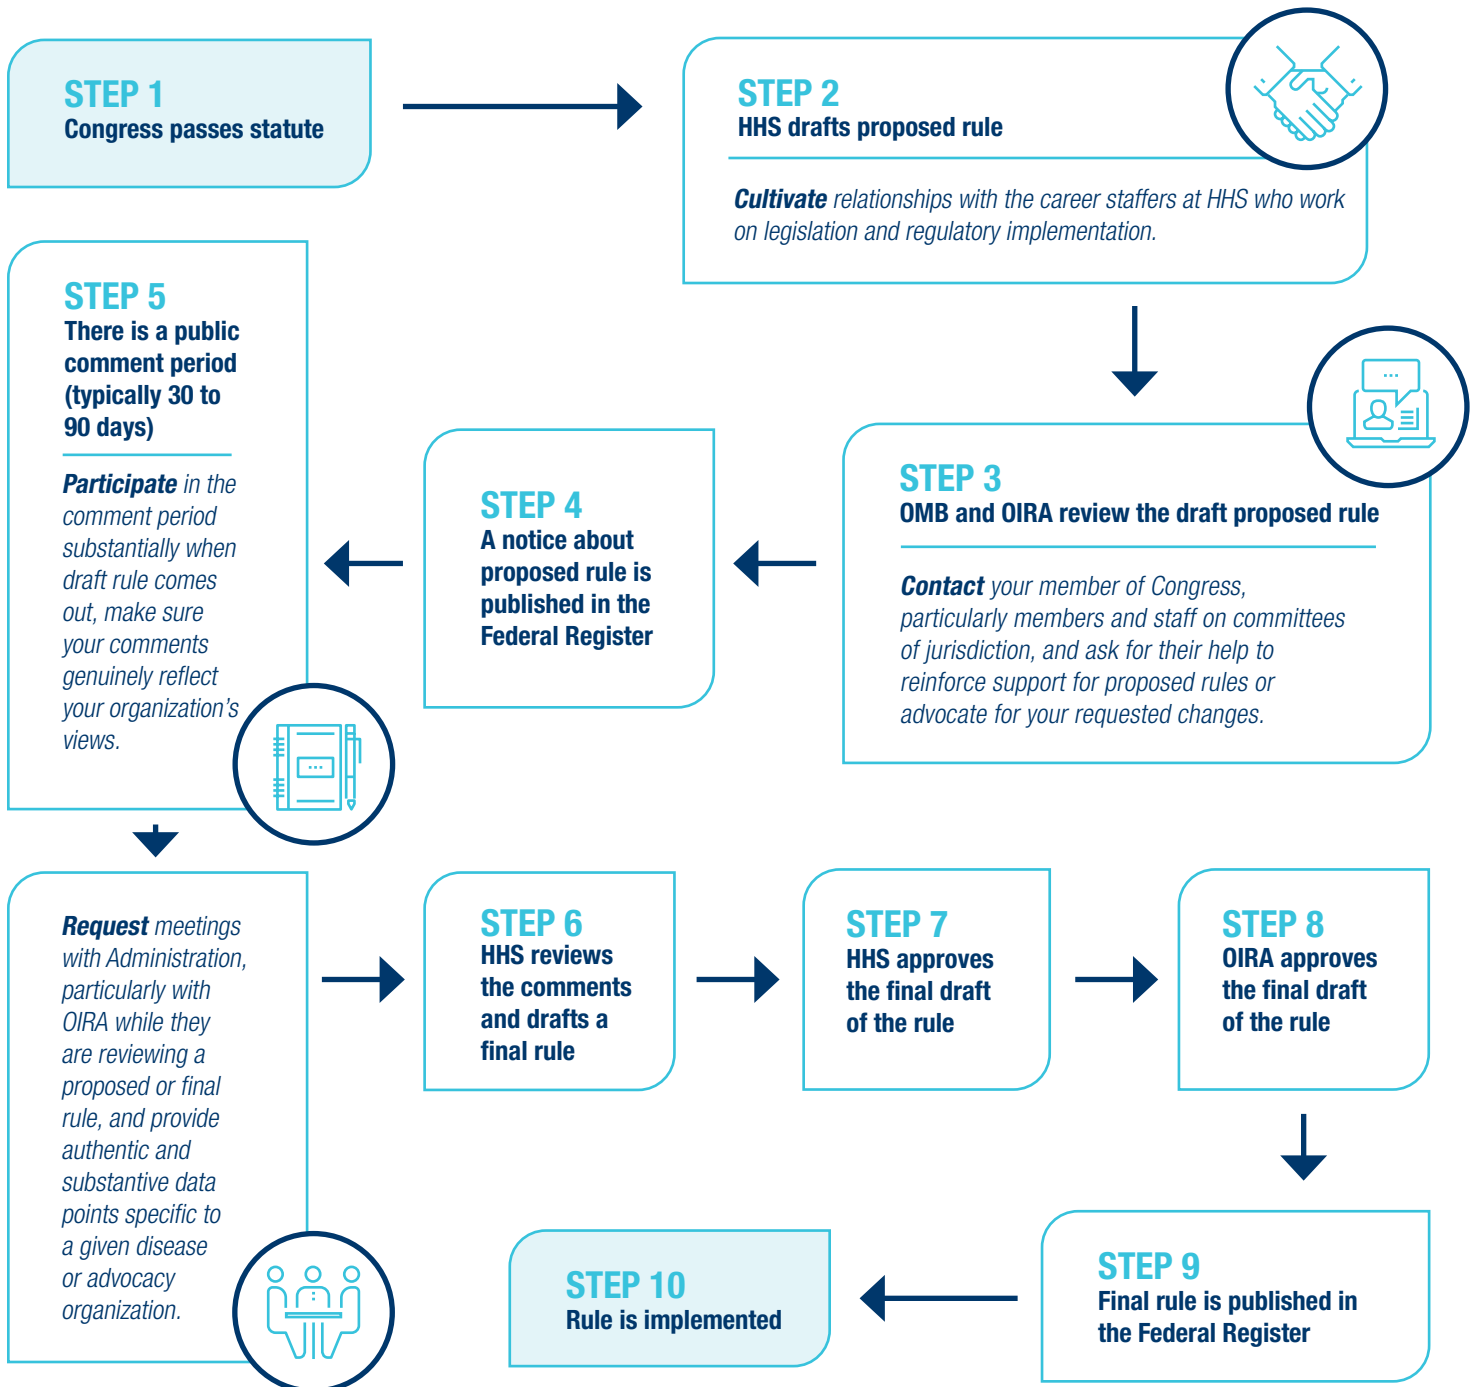 STEP 1
Congress passes statute
STEP 2
HHS drafts proposed rule
Cultivate relationships with the career staffers at HHS who work
on legislation and regulatory implementation.
STEP 3
OMB and OIRA review the draft proposed rule
Contact your member of Congress,
particularly members and staff on committees
of jurisdiction, and ask for their help to
reinforce support for proposed rules or
advocate for your requested changes.
STEP 4
A notice about
proposed rule is
published in the
Federal Register
STEP 5
There is a public
comment period
(typically 30 to
90 days)
Participate in the
comment period
substantially when
draft rule comes
out, make sure
your comments
genuinely reflect
your organization’s
views.
Request meetings
with Administration,
particularly with
OIRA while they
are reviewing a
proposed or final
rule, and provide
authentic and
substantive data
points specific to
a given disease
or advocacy
organization.
STEP 6
HHS reviews
the comments
and drafts a
final rule
STEP 7
HHS approves
the final draft
of the rule
STEP 8
OIRA approves
the final draft
of the rule
STEP 9
Final rule is published in
the Federal Register
STEP 10
Rule is implemented